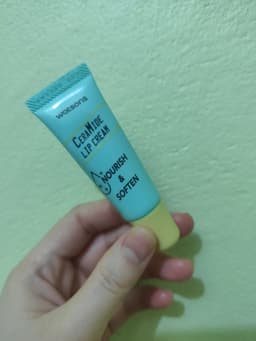 watsons
CERAMIDE
LIP CREAM
NOURISH
&
SOFTEN